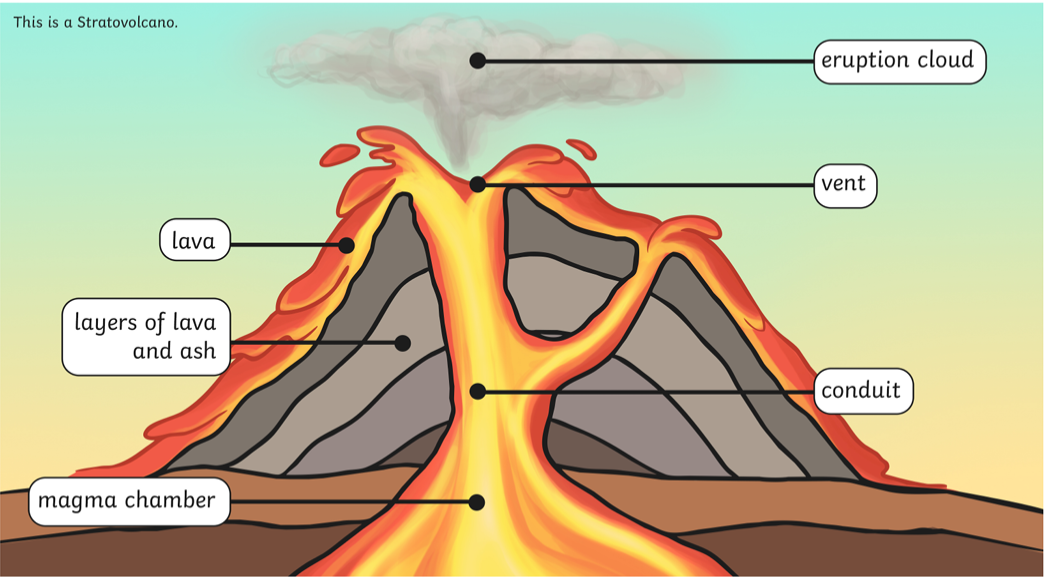 This is a Stratovolcano.
eruption cloud
vent
lava
layers of lava
and ash
conduit
magma chamber